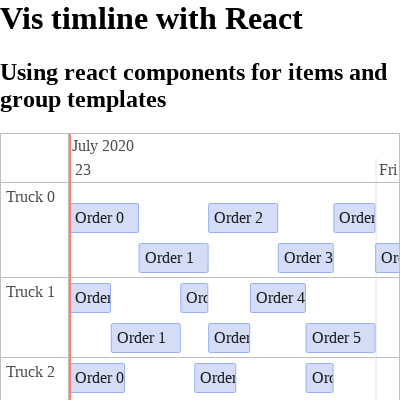 Vis timline with React
Using react components for items and
group templates
July 2020
23 Fri
Truck 0
Order 0 Order 2 Order
Order 1 Order 3 Or
Truck 1
Order Ord Order 4
Order 1 Order Order 5
Truck 2
Order 0 Order Ord